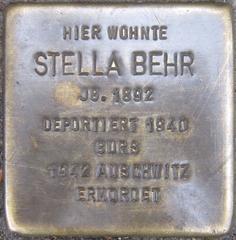 HIER WOHNTE
STELLA BEHR
JG. 1892
DEPORTIERT 1940
GURS
1942 AUSCHWITZ
ERMORDET